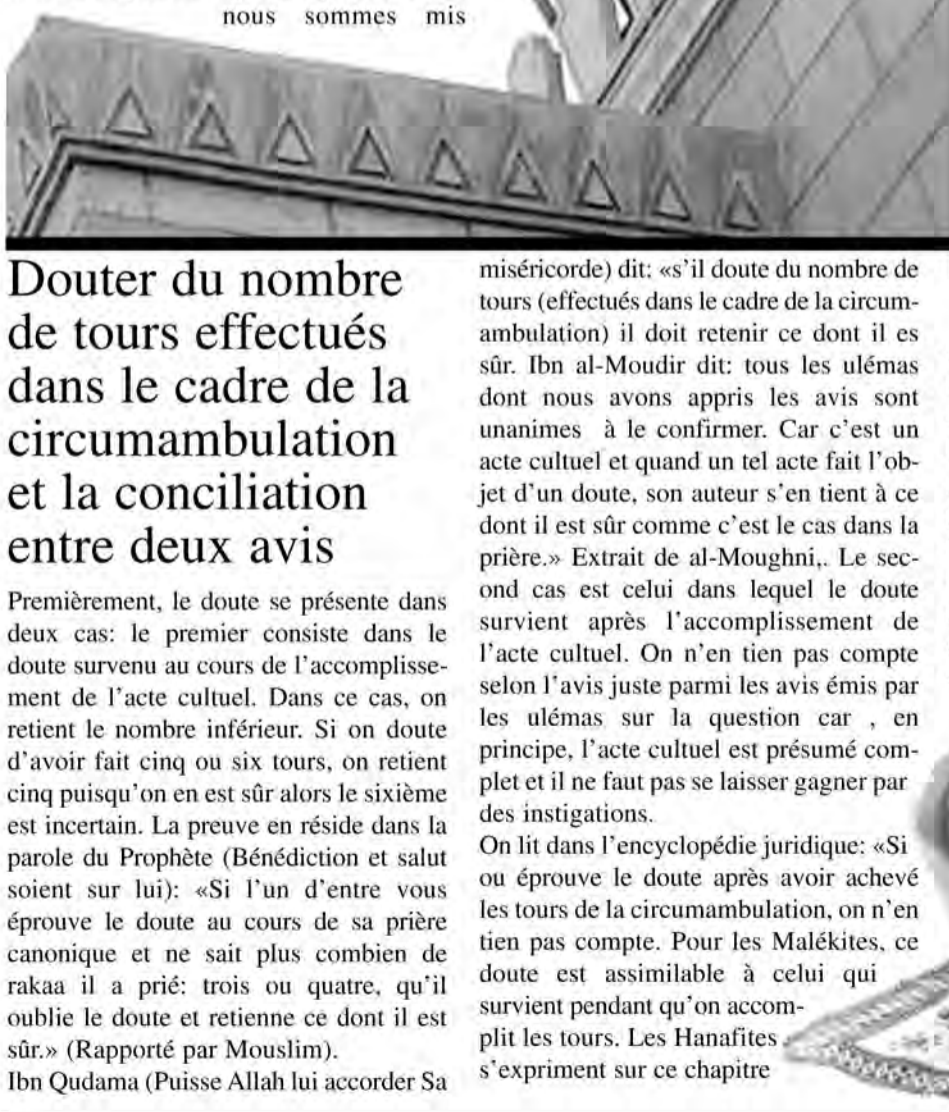 nous sommes mis
Douter du nombre
de tours effectués
dans le cadre de la
circumambulation
et la conciliation
entre deux avis
Premièrement, le doute se présente dans
deux cas: le premier consiste dans le
doute survenu au cours de l'accomplisse-
ment de l'acte cultuel. Dans ce cas, on
retient le nombre inférieur. Si on doute
d'avoir fait cinq ou six tours, on retient
cinq puisqu'on en est sûr alors le sixième
est incertain. La preuve en réside dans la
parole du Prophète (Bénédiction et salut
soient sur lui): «Si l'un d'entre vous
éprouve le doute au cours de sa prière
canonique et ne sait plus combien de
rakaa il a prié: trois ou quatre, qu'il
oublie le doute et retienne ce dont il est
sûr.» (Rapporté par Mouslim).
Ibn Qudama (Puisse Allah lui accorder Sa
miséricorde) dit: «s'il doute du nombre de
tours (effectués dans le cadre de la circum-
ambulation) il doit retenir ce dont il es
sûr. Ibn al-Moudir dit: tous les ulémas
dont nous avons appris les avis sont
unanimes à le confirmer. Car c'est un
acte cultuel et quand un tel acte fait l'ob-
jet d'un doute, son auteur s'en tient à ce
dont il est sûr comme c'est le cas dans la
prière.» Extrait de al-Moughni,. Le sec-
ond cas est celui dans lequel le doute
survient après l'accomplissement de
l'acte cultuel. On n'en tien pas compte
selon l'avis juste parmi les avis émis par
les ulémas sur la question car , en
principe, l'acte cultuel est présumé com-
plet et il ne faut pas se laisser gagner par
des instigations.
On lit dans l'encyclopédie juridique: «Si
ou éprouve le doute après avoir achevé
les tours de la circumambulation, on n'en
tien pas compte. Pour les Malékites, ce
doute est assimilable à celui qui
survient pendant qu'on accom-
plit les tours. Les Hanafites
s'expriment sur ce chapitre